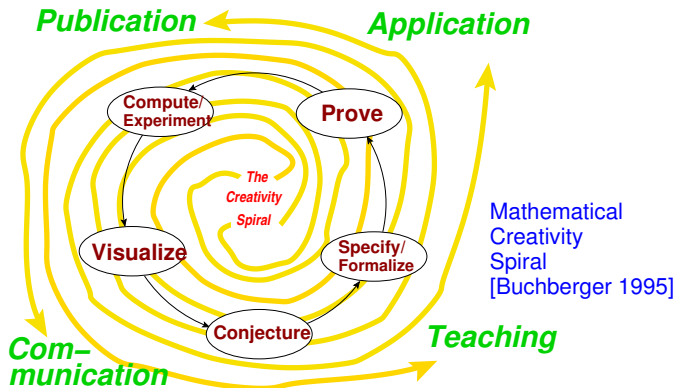 Publication
Application
Compute/
Experiment
Prove
The
Creativity
Spiral
Visualize
Specify/
Formalize
Mathematical
Creativity
Spiral
[Buchberger 1995]
Conjecture
Com–
munication
Teaching